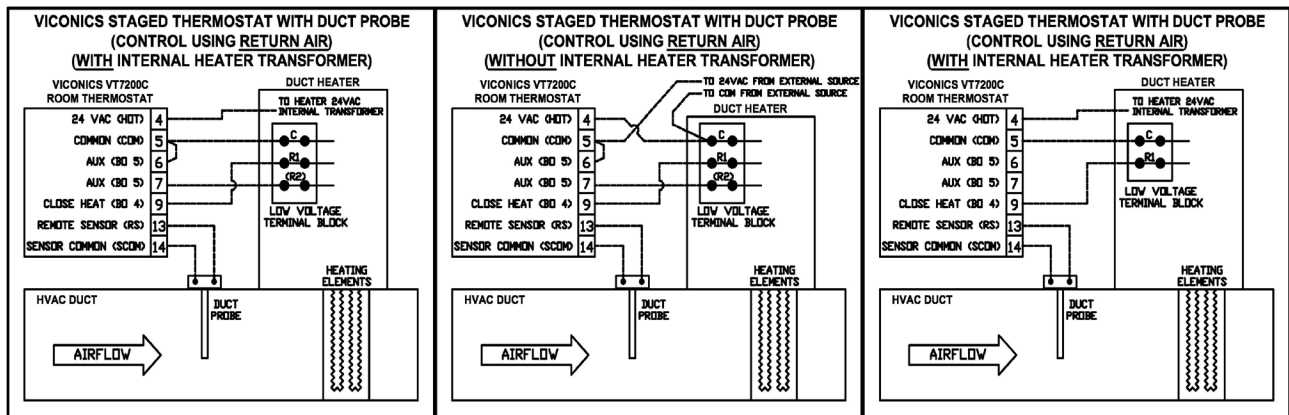 VICONICS STAGED THERMOSTAT WITH DUCT PROBE
(CONTROL USING RETURN AIR)
(WITH INTERNAL HEATER TRANSFORMER)
VICONICS VT7200C
ROOM THERMOSTAT
DUCT HEATER
TO HEATER 24VAC
INTERNAL TRANSFORMER
24 VAC (HOT) 4
COMMON (COM) 5 C
AUX (BO 5) 6 R1
AUX (BO 5) 7 (R2)
CLOSE HEAT (BO 4) 9
LOW VOLTAGE
TERMINAL BLOCK
REMOTE SENSOR (RS) 13
SENSOR COMMON (SCOM) 14
HEATING
ELEMENTS
HVAC DUCT
DUCT
PROBE
AIRFLOW
VICONICS STAGED THERMOSTAT WITH DUCT PROBE
(CONTROL USING RETURN AIR)
(WITHOUT INTERNAL HEATER TRANSFORMER)
VICONICS VT7200C
ROOM THERMOSTAT
TO 24VAC FROM EXTERNAL SOURCE
TO COM FROM EXTERNAL SOURCE
DUCT HEATER
24 VAC (HOT) 4
COMMON (COM) 5 C
AUX (BO 5) 6 R1
AUX (BO 5) 7 (R2)
CLOSE HEAT (BO 4) 9
LOW VOLTAGE
TERMINAL BLOCK
REMOTE SENSOR (RS) 13
SENSOR COMMON (SCOM) 14
HEATING
ELEMENTS
HVAC DUCT
DUCT
PROBE
AIRFLOW
VICONICS STAGED THERMOSTAT WITH DUCT PROBE
(CONTROL USING RETURN AIR)
(WITH INTERNAL HEATER TRANSFORMER)
VICONICS VT7200C
ROOM THERMOSTAT
DUCT HEATER
TO HEATER 24VAC
INTERNAL TRANSFORMER
24 VAC (HOT) 4
COMMON (COM) 5 C
AUX (BO 5) 6 R1
AUX (BO 5) 7
LOW VOLTAGE
TERMINAL BLOCK
CLOSE HEAT (BO 4) 9
REMOTE SENSOR (RS) 13
SENSOR COMMON (SCOM) 14
HEATING
ELEMENTS
HVAC DUCT
DUCT
PROBE
AIRFLOW